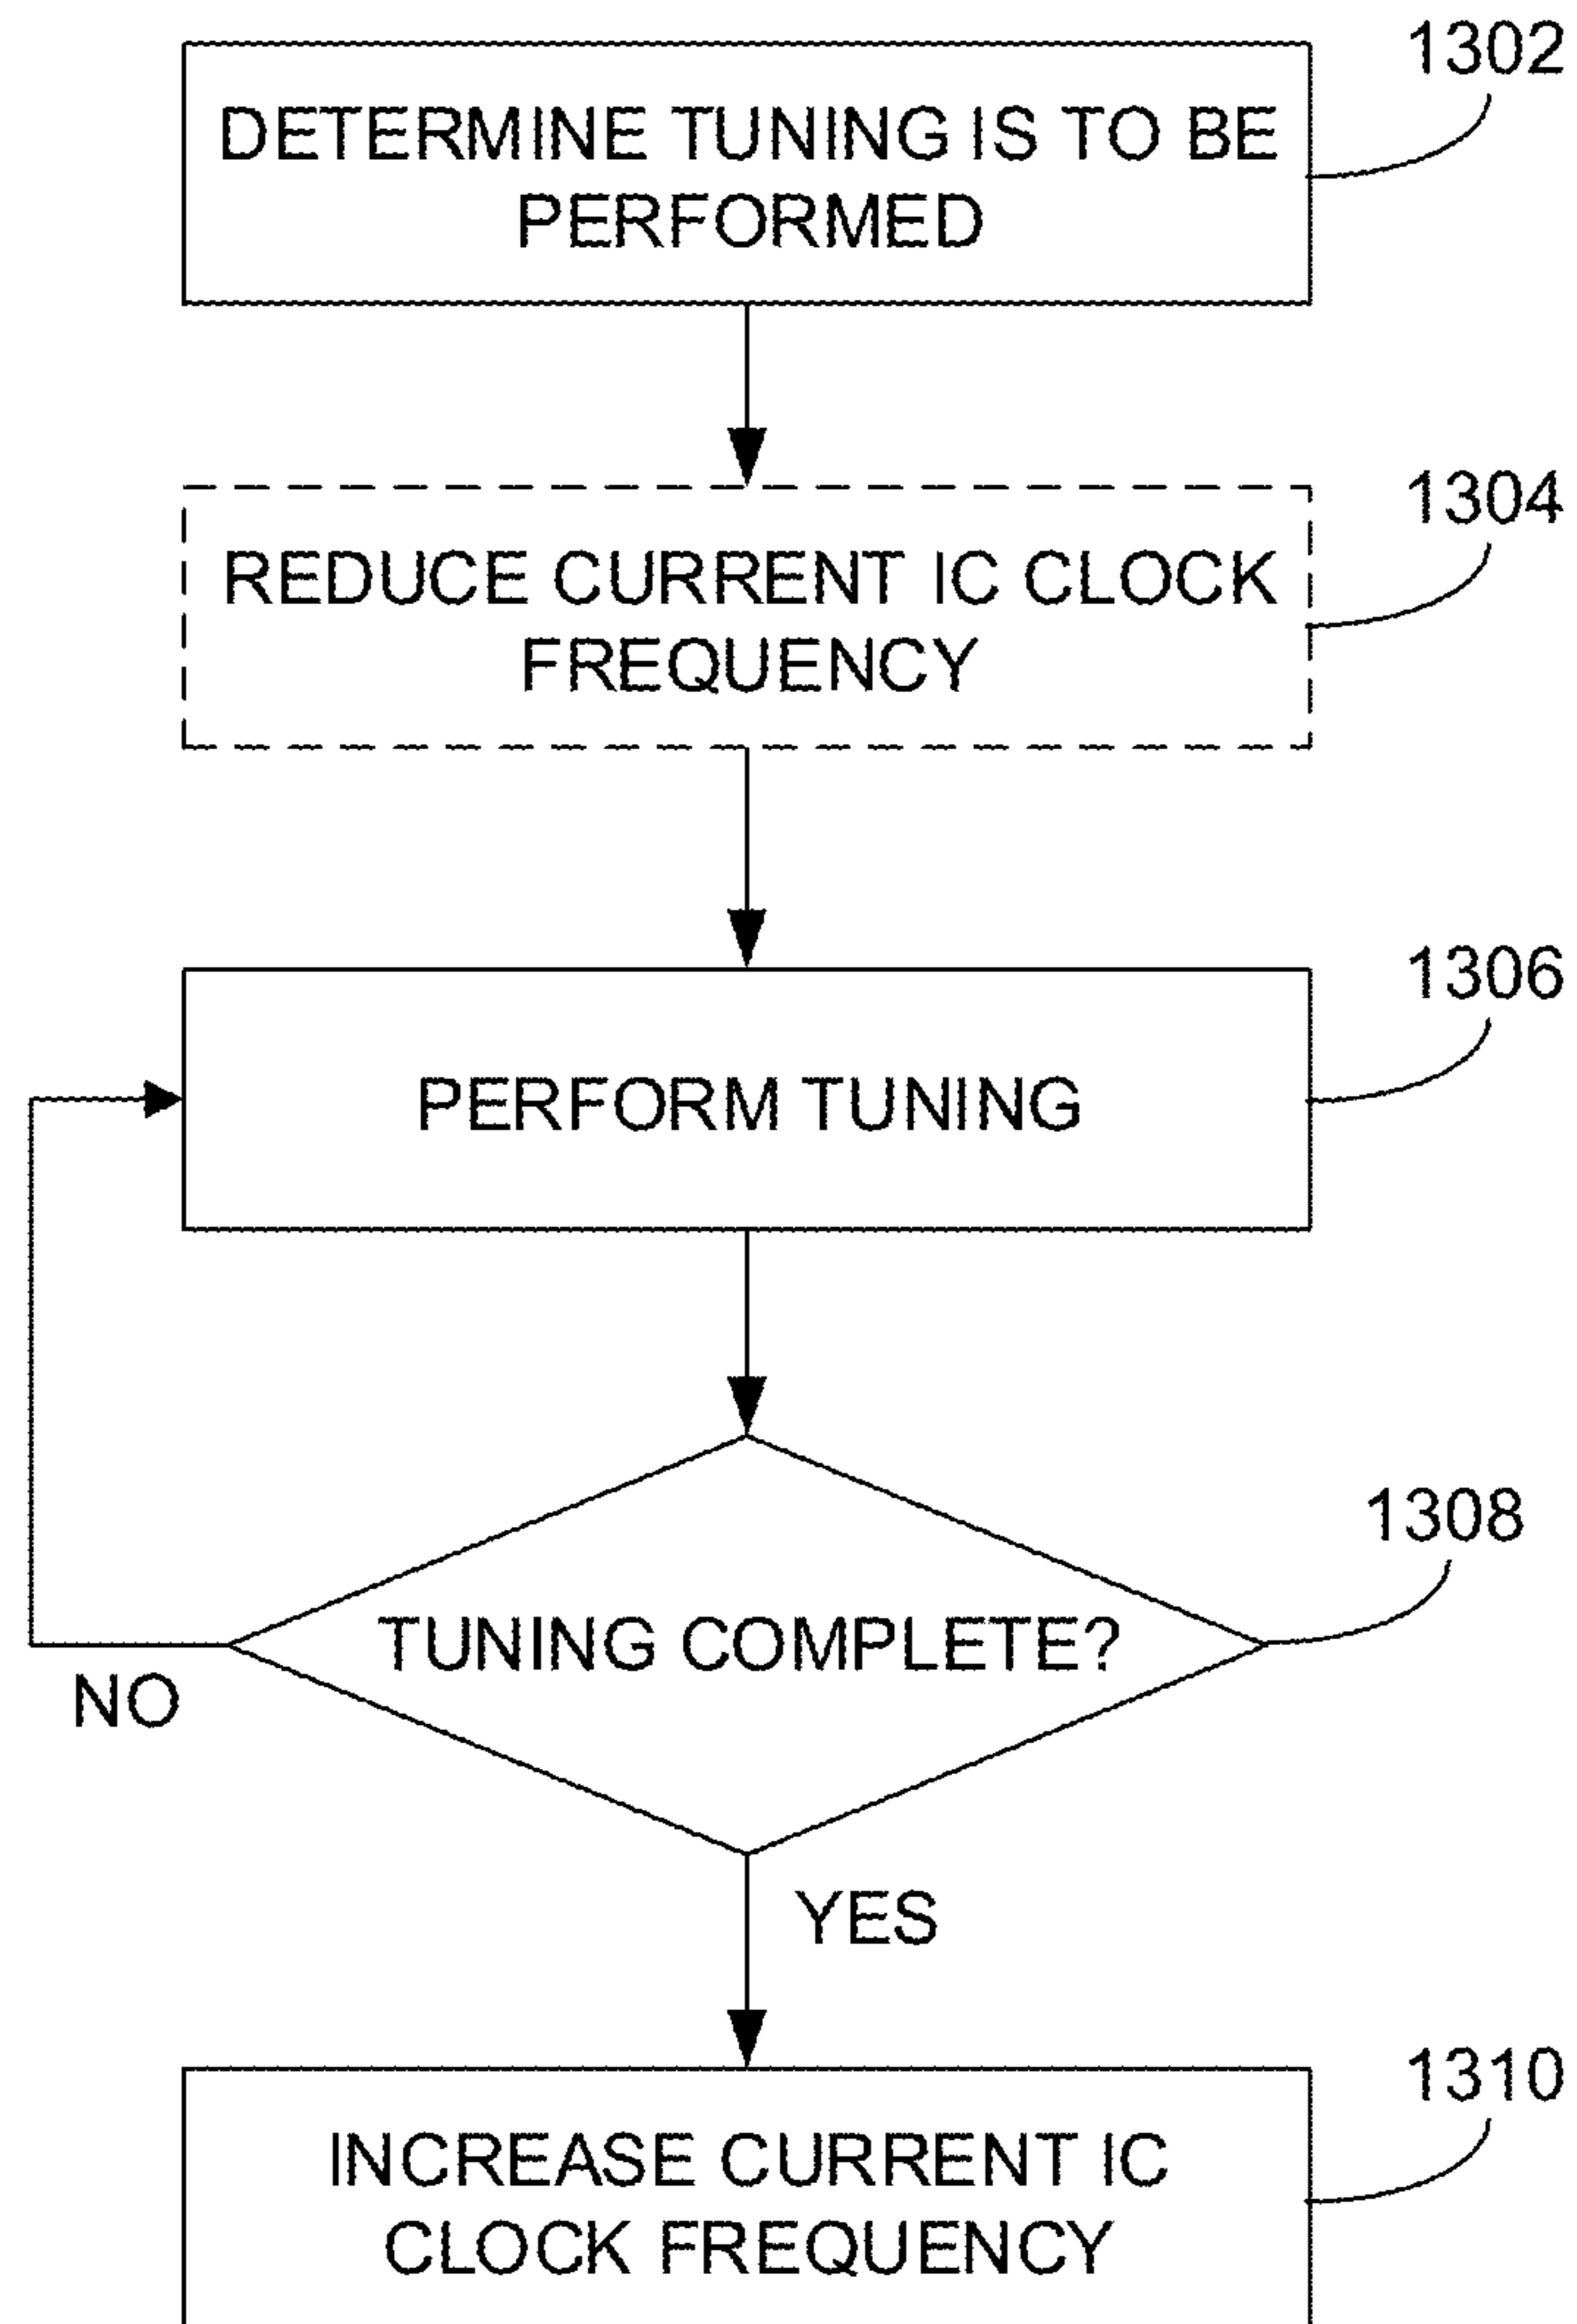 1302
DETERMINE TUNING IS TO BE
PERFORMED
1304
REDUCE CURRENT IC CLOCK
FREQUENCY
1306
PERFORM TUNING
1308
TUNING COMPLETE?
NO
YES
1310
INCREASE CURRENT IC
CLOCK FREQUENCY